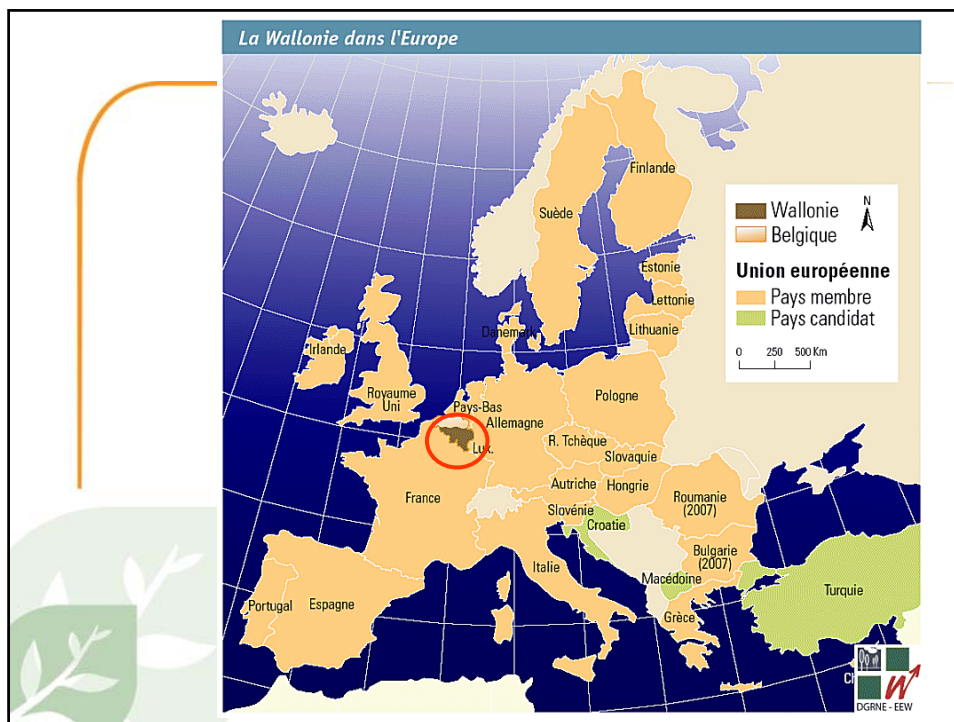 La Wallonie dans l'Europe
Finlande
Suède
Wallonie
N
Belgique
Estonie
Union européenne
Lettonie
Pays membre
Lithuanie
Pays candidat
Danemark
Irlande
0 250 500 Km
Royaume
Uni
Pologne
Pays-Bas
Allemagne
R. Tchèque
Lux.
Slovaquie
Autriche
Hongrie
France
Roumanie
(2007)
Slovénie
Croatie
Bulgarie
(2007)
Italie
Macédoine
Turquie
Portugal
Espagne
Grèce
DGRNE - EEW